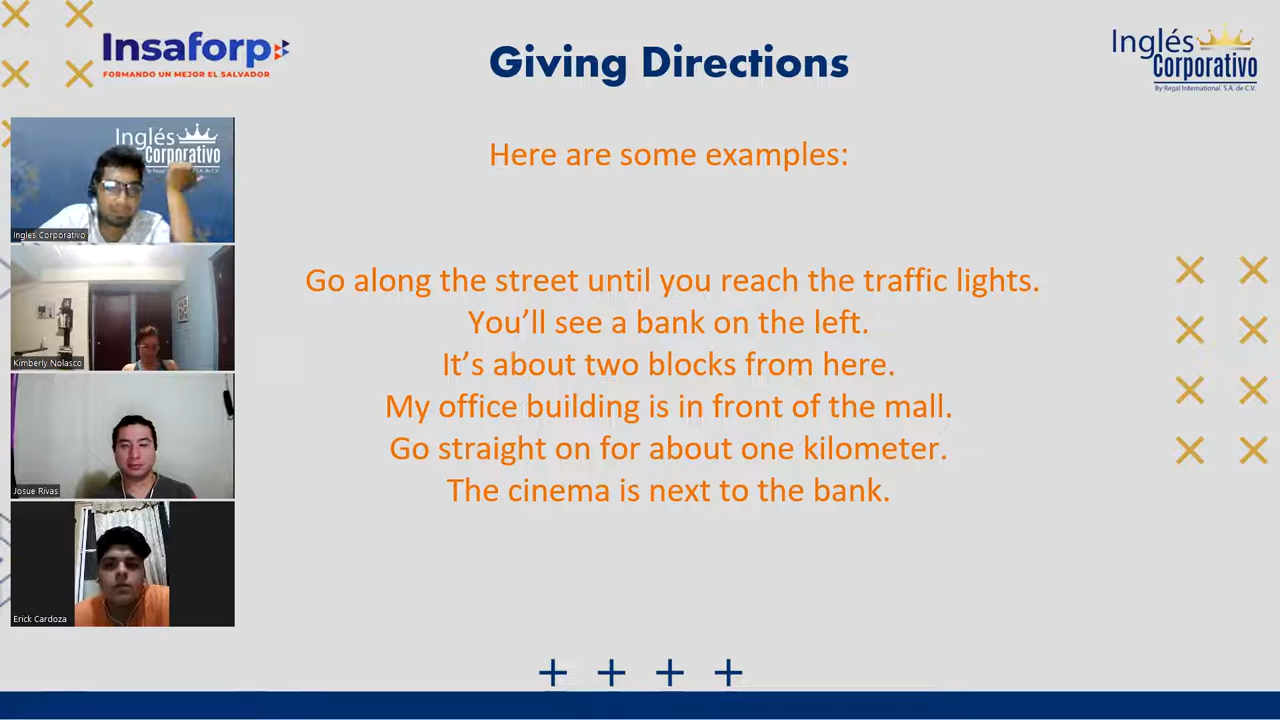 Insaforp
FORMANDO UN MEJOR EL SALVADOR
Giving Directions
Inglés
Corporativo
By Regal International. S.A. de C.V.
Inglés
Corporativo
Ingles Corporativo
Kimberly Nolasco
Josue Rivas
Erick Cardoza
Here are some examples:
Go along the street until you reach the traffic lights.
You’ll see a bank on the left.
It’s about two blocks from here.
My office building is in front of the mall.
Go straight on for about one kilometer.
The cinema is next to the bank.